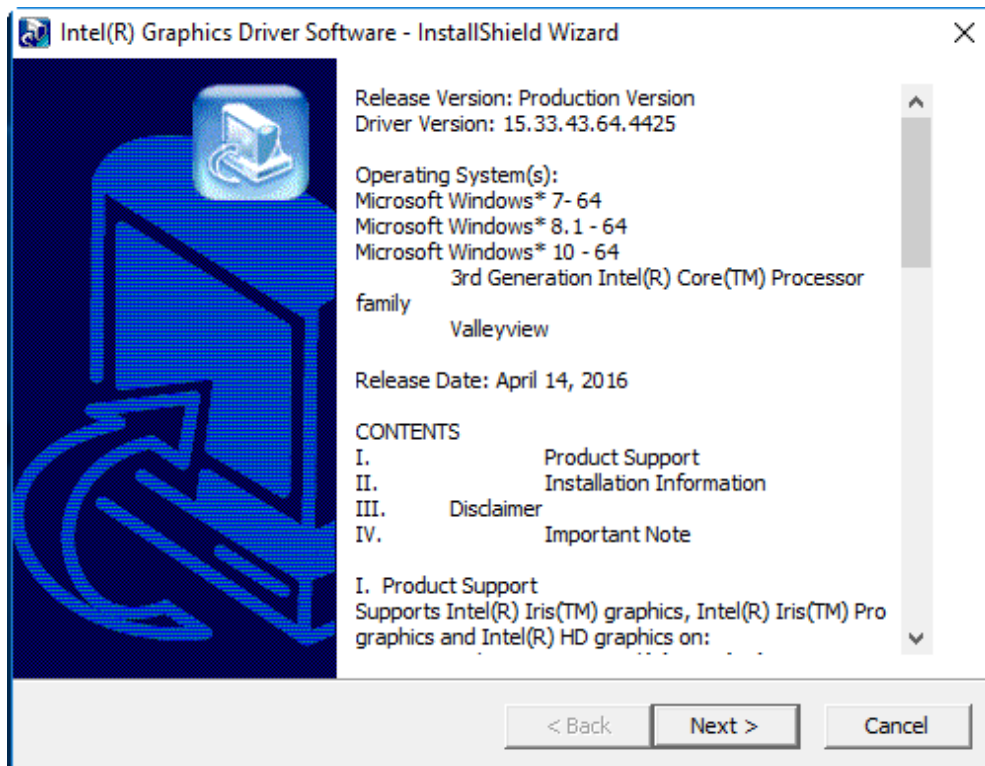 Intel(R) Graphics Driver Software - InstallShield Wizard
Release Version: Production Version
Driver Version: 15.33.43.64.4425
Operating System(s):
Microsoft Windows* 7- 64
Microsoft Windows* 8.1 - 64
Microsoft Windows* 10 - 64
3rd Generation Intel(R) Core(TM) Processor
family
Valleyview
Release Date: April 14, 2016
CONTENTS
I. Product Support
II. Installation Information
III. Disclaimer
IV. Important Note
I. Product Support
Supports Intel(R) Iris(TM) graphics, Intel(R) Iris(TM) Pro
graphics and Intel(R) HD graphics on:
< Back
Next >
Cancel